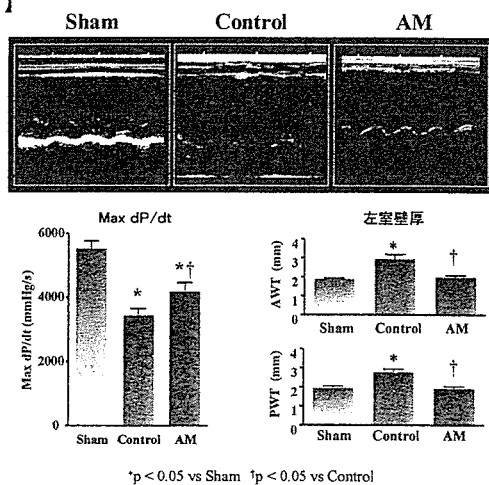 】
Sham Control AM
Max dP/dt
6000
4000
2000
0
Max dP/dt (mmHg/s)
*
*†
Sham Control AM
左室壁厚
4
3
2
1
0
AWT (mm)
*
†
Sham Control AM
4
3
2
1
0
PWT (mm)
*
†
Sham Control AM
*p < 0.05 vs Sham †p < 0.05 vs Control